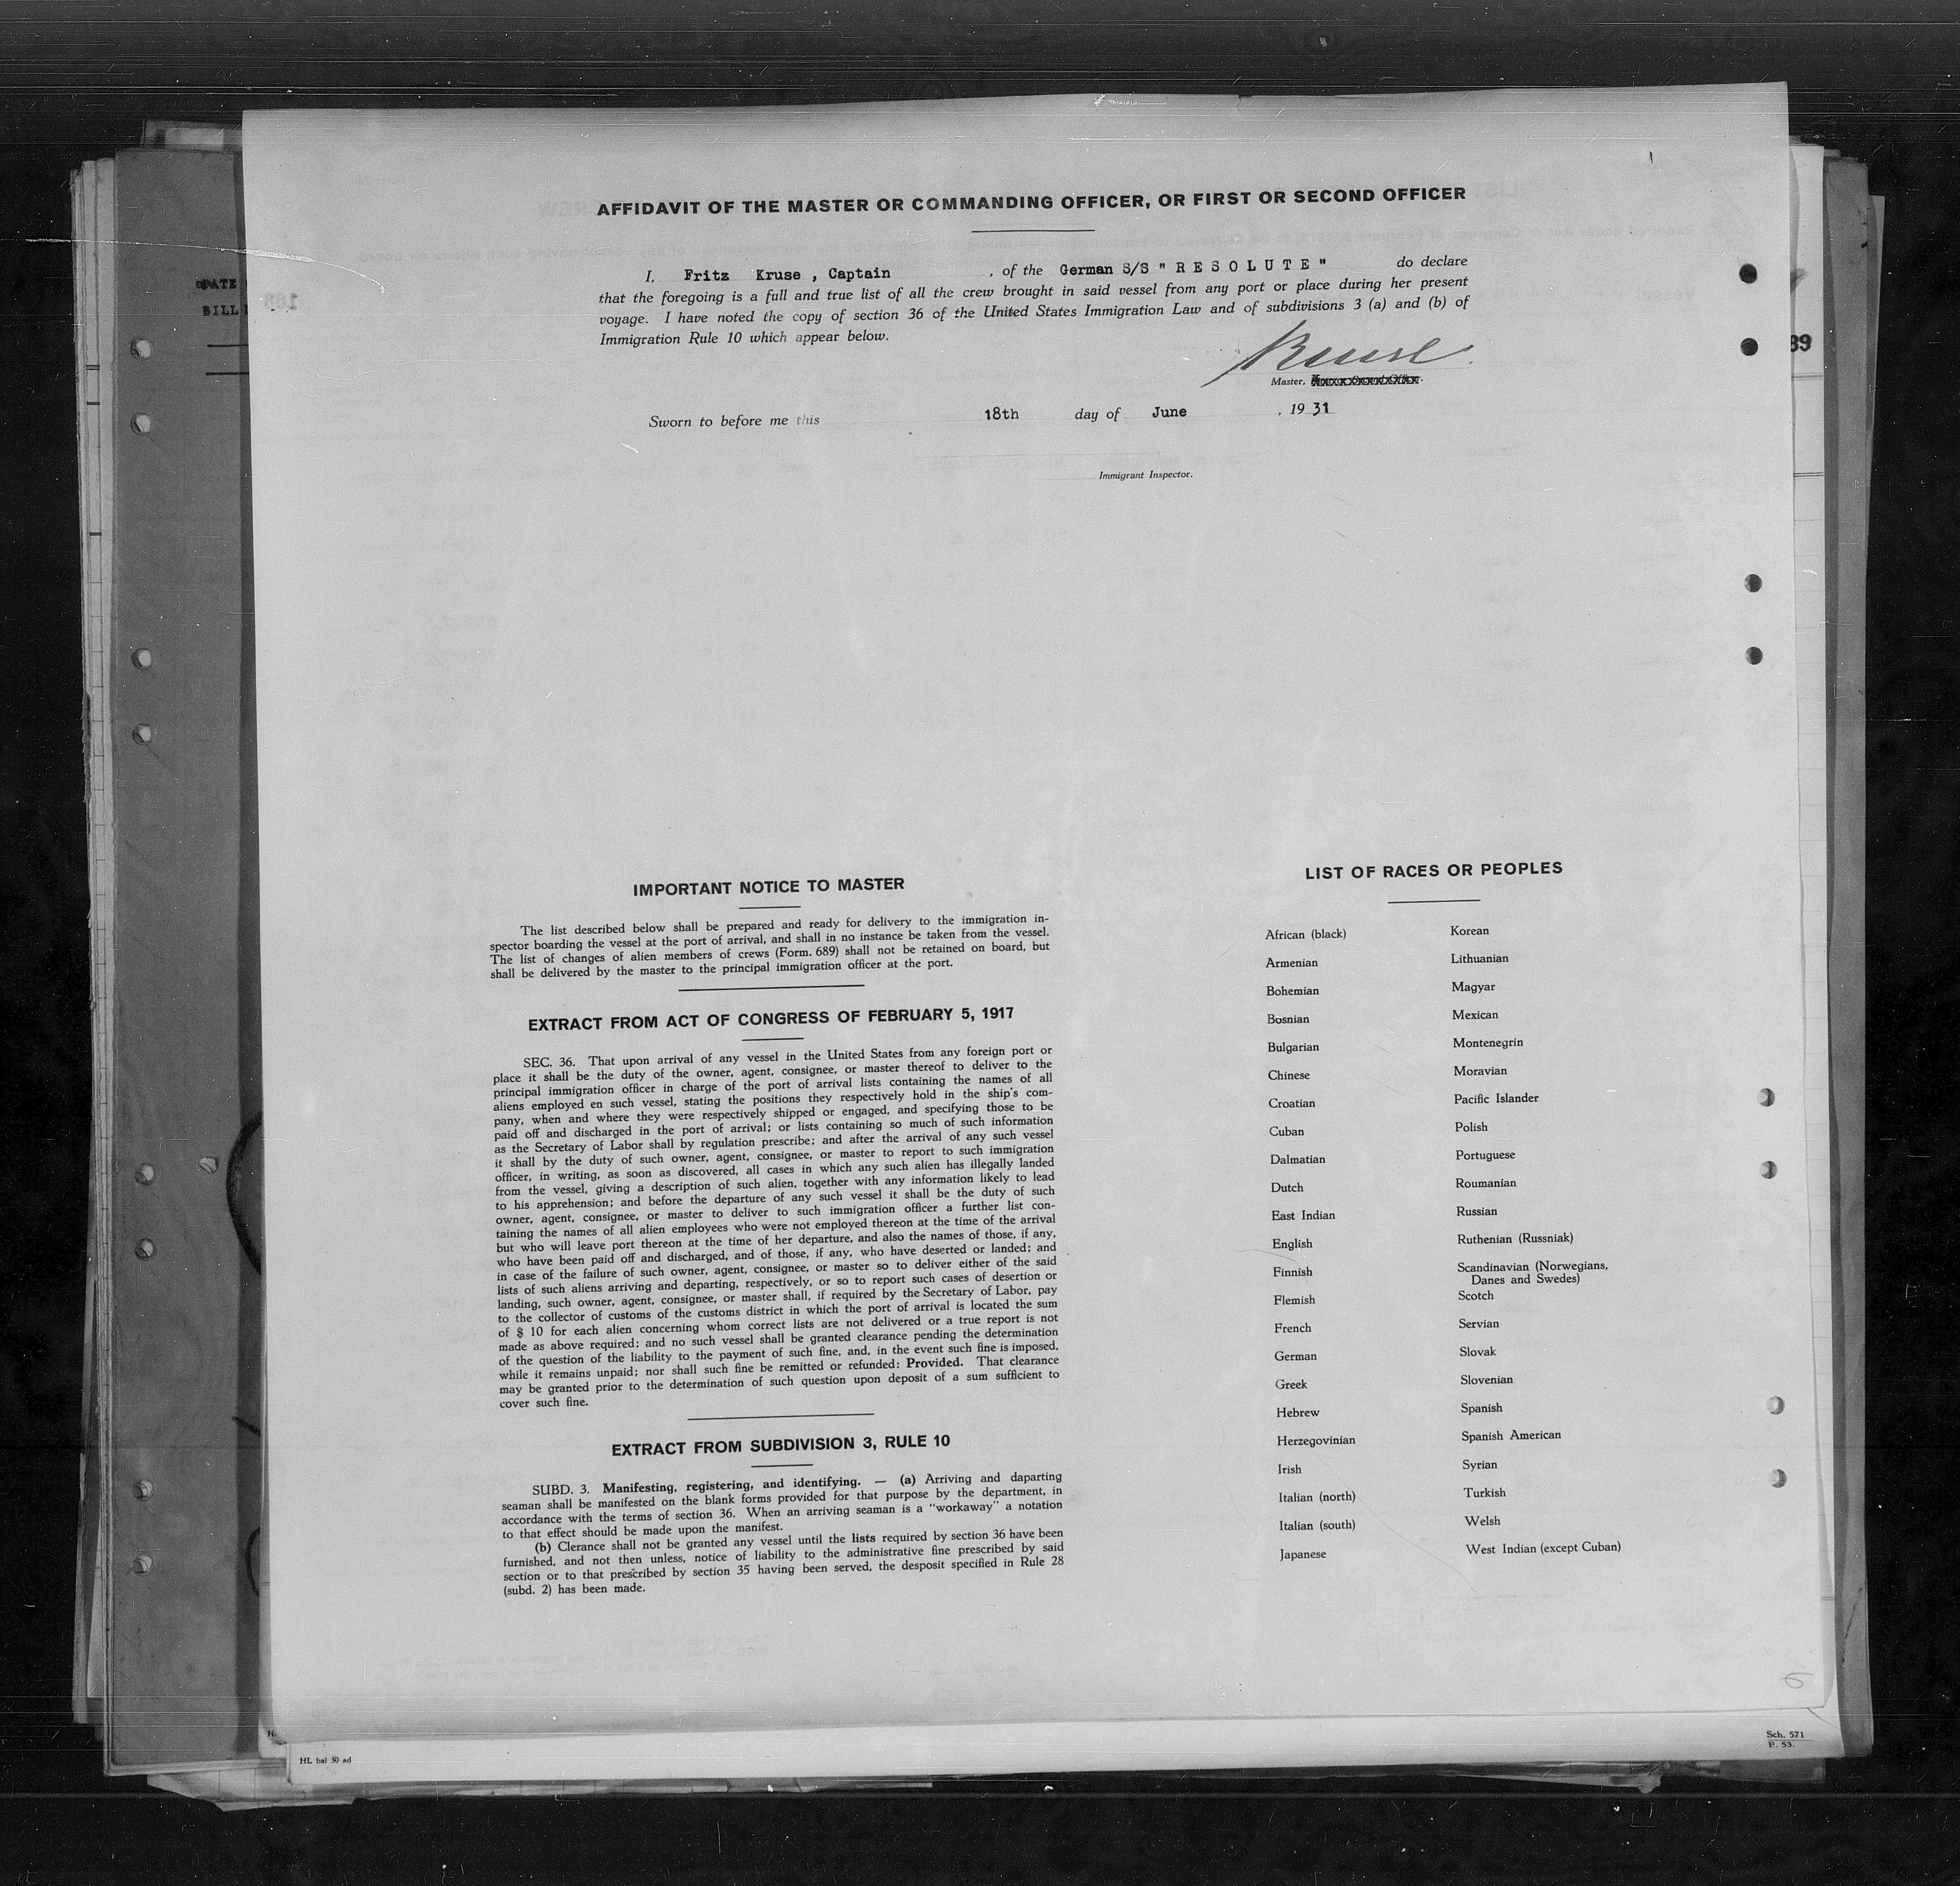 AFFIDAVIT OF THE MASTER OR COMMANDING OFFICER, OR FIRST OR SECOND OFFICER
I, Fritz Kruse , Captain , of the German S/S " R E S O L U T E " do declare
that the foregoing is a full and true list of all the crew brought in said vessel from any port or place during her present
voyage. I have noted the copy of section 36 of the United States Immigration Law and of subdivisions 3 (a) and (b) of
Immigration Rule 10 which appear below.
Kruse
Master,
Sworn to before me this 18th day of June , 19 31
Immigrant Inspector.
IMPORTANT NOTICE TO MASTER
The list described below shall be prepared and ready for delivery to the immigration in-
spector boarding the vessel at the port of arrival, and shall in no instance be taken from the vessel.
The list of changes of alien members of crews (Form. 689) shall not be retained on board, but
shall be delivered by the master to the principal immigration officer at the port.
EXTRACT FROM ACT OF CONGRESS OF FEBRUARY 5, 1917
SEC. 36. That upon arrival of any vessel in the United States from any foreign port or
place it shall be the duty of the owner, agent, consignee, or master thereof to deliver to the
principal immigration officer in charge of the port of arrival lists containing the names of all
aliens employed en such vessel, stating the positions they respectively hold in the ship's com-
pany, when and where they were respectively shipped or engaged, and specifying those to be
paid off and discharged in the port of arrival; or lists containing so much of such information
as the Secretary of Labor shall by regulation prescribe; and after the arrival of any such vessel
it shall by the duty of such owner, agent, consignee, or master to report to such immigration
officer, in writing, as soon as discovered, all cases in which any such alien has illegally landed
from the vessel, giving a description of such alien, together with any information likely to lead
to his apprehension; and before the departure of any such vessel it shall be the duty of such
owner, agent, consignee, or master to deliver to such immigration officer a further list con-
taining the names of all alien employees who were not employed thereon at the time of the arrival
but who will leave port thereon at the time of her departure, and also the names of those, if any,
who have been paid off and discharged, and of those, if any, who have deserted or landed; and
in case of the failure of such owner, agent, consignee, or master so to deliver either of the said
lists of such aliens arriving and departing, respectively, or so to report such cases of desertion or
landing, such owner, agent, consignee, or master shall, if required by the Secretary of Labor, pay
to the collector of customs of the customs district in which the port of arrival is located the sum
of $ 10 for each alien concerning whom correct lists are not delivered or a true report is not
made as above required; and no such vessel shall be granted clearance pending the determination
of the question of the liability to the payment of such fine, and, in the event such fine is imposed,
while it remains unpaid; nor shall such fine be remitted or refunded: Provided. That clearance
may be granted prior to the determination of such question upon deposit of a sum sufficient to
cover such fine.
EXTRACT FROM SUBDIVISION 3, RULE 10
SUBD. 3. Manifesting, registering, and identifying. — (a) Arriving and daparting
seaman shall be manifested on the blank forms provided for that purpose by the department, in
accordance with the terms of section 36. When an arriving seaman is a "workaway" a notation
to that effect should be made upon the manifest.
(b) Clerance shall not be granted any vessel until the lists required by section 36 have been
furnished, and not then unless, notice of liability to the administrative fine prescribed by said
section or to that prescribed by section 35 having been served, the desposit specified in Rule 28
(subd. 2) has been made.
LIST OF RACES OR PEOPLES
African (black)
Armenian
Bohemian
Bosnian
Bulgarian
Chinese
Croatian
Cuban
Dalmatian
Dutch
East Indian
English
Finnish
Flemish
French
German
Greek
Hebrew
Herzegovinian
Irish
Italian (north)
Italian (south)
Japanese
Korean
Lithuanian
Magyar
Mexican
Montenegrin
Moravian
Pacific Islander
Polish
Portuguese
Roumanian
Russian
Ruthenian (Russniak)
Scandinavian (Norwegians,
Danes and Swedes)
Scotch
Servian
Slovak
Slovenian
Spanish
Spanish American
Syrian
Turkish
Welsh
West Indian (except Cuban)
HL bal 30 ad
Sch. 571
F. 53.
89
BILL